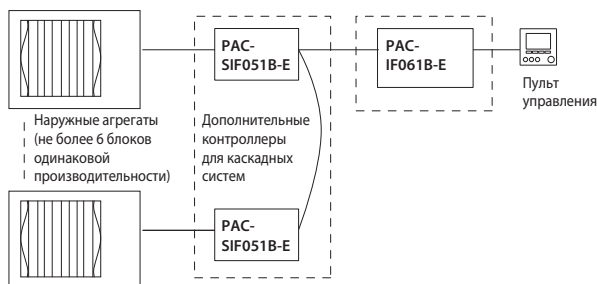 PAC-
SIF051B-E
PAC-
IF061B-E
Пульт
управления
Наружные агрегаты
(не более 6 блоков
одинаковой
производительности)
Дополнительные
контроллеры
для каскадных
систем
PAC-
SIF051B-E